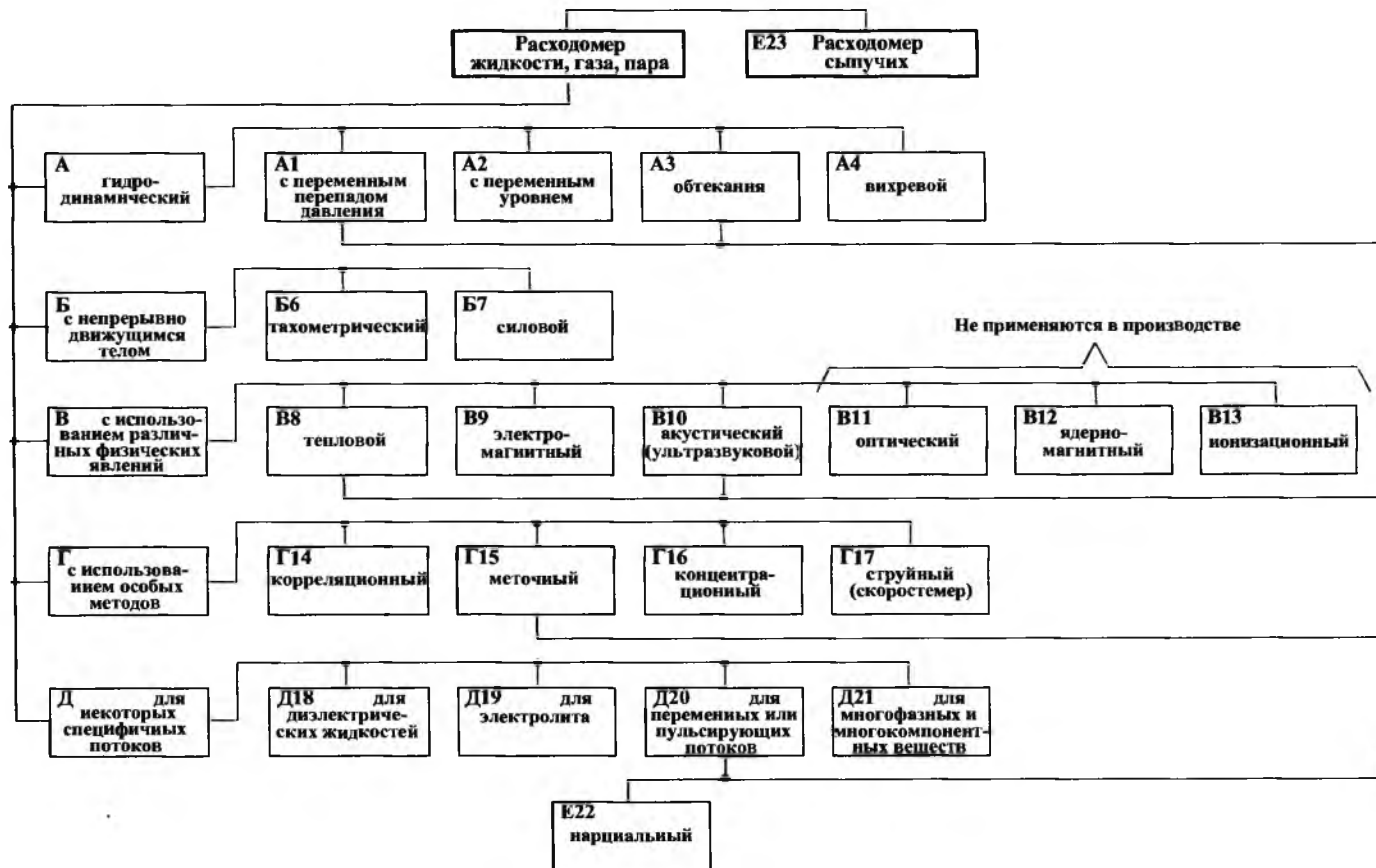 Расходомер
жидкости, газа, пара
Е23 Расходомер
сыпучих
А
гидро-
динамический
А1
с переменным
перепадом
давления
А2
с переменным
уровнем
А3
обтекания
А4
вихревой
Б
с непрерывно
движущимся
телом
Б6
тахометрический
Б7
силовой
Не применяются в производстве
В с использо-
ванием различ-
ных физических
явлений
В8
тепловой
В9
электро-
магнитный
В10
акустический
(ультразвуковой)
В11
оптический
В12
ядерно-
магнитный
В13
ионизационный
Г
с использова-
нием особых
методов
Г14
корреляционный
Г15
меточный
Г16
концентра-
ционный
Г17
струйный
(скоростемер)
Д для
некоторых
специфичных
потоков
Д18 для
диэлектриче-
ских жидкостей
Д19 для
электролита
Д20 для
переменных или
пульсирующих
потоков
Д21 для
многофазных и
многокомпонент-
ных веществ
Е22
нарциальный